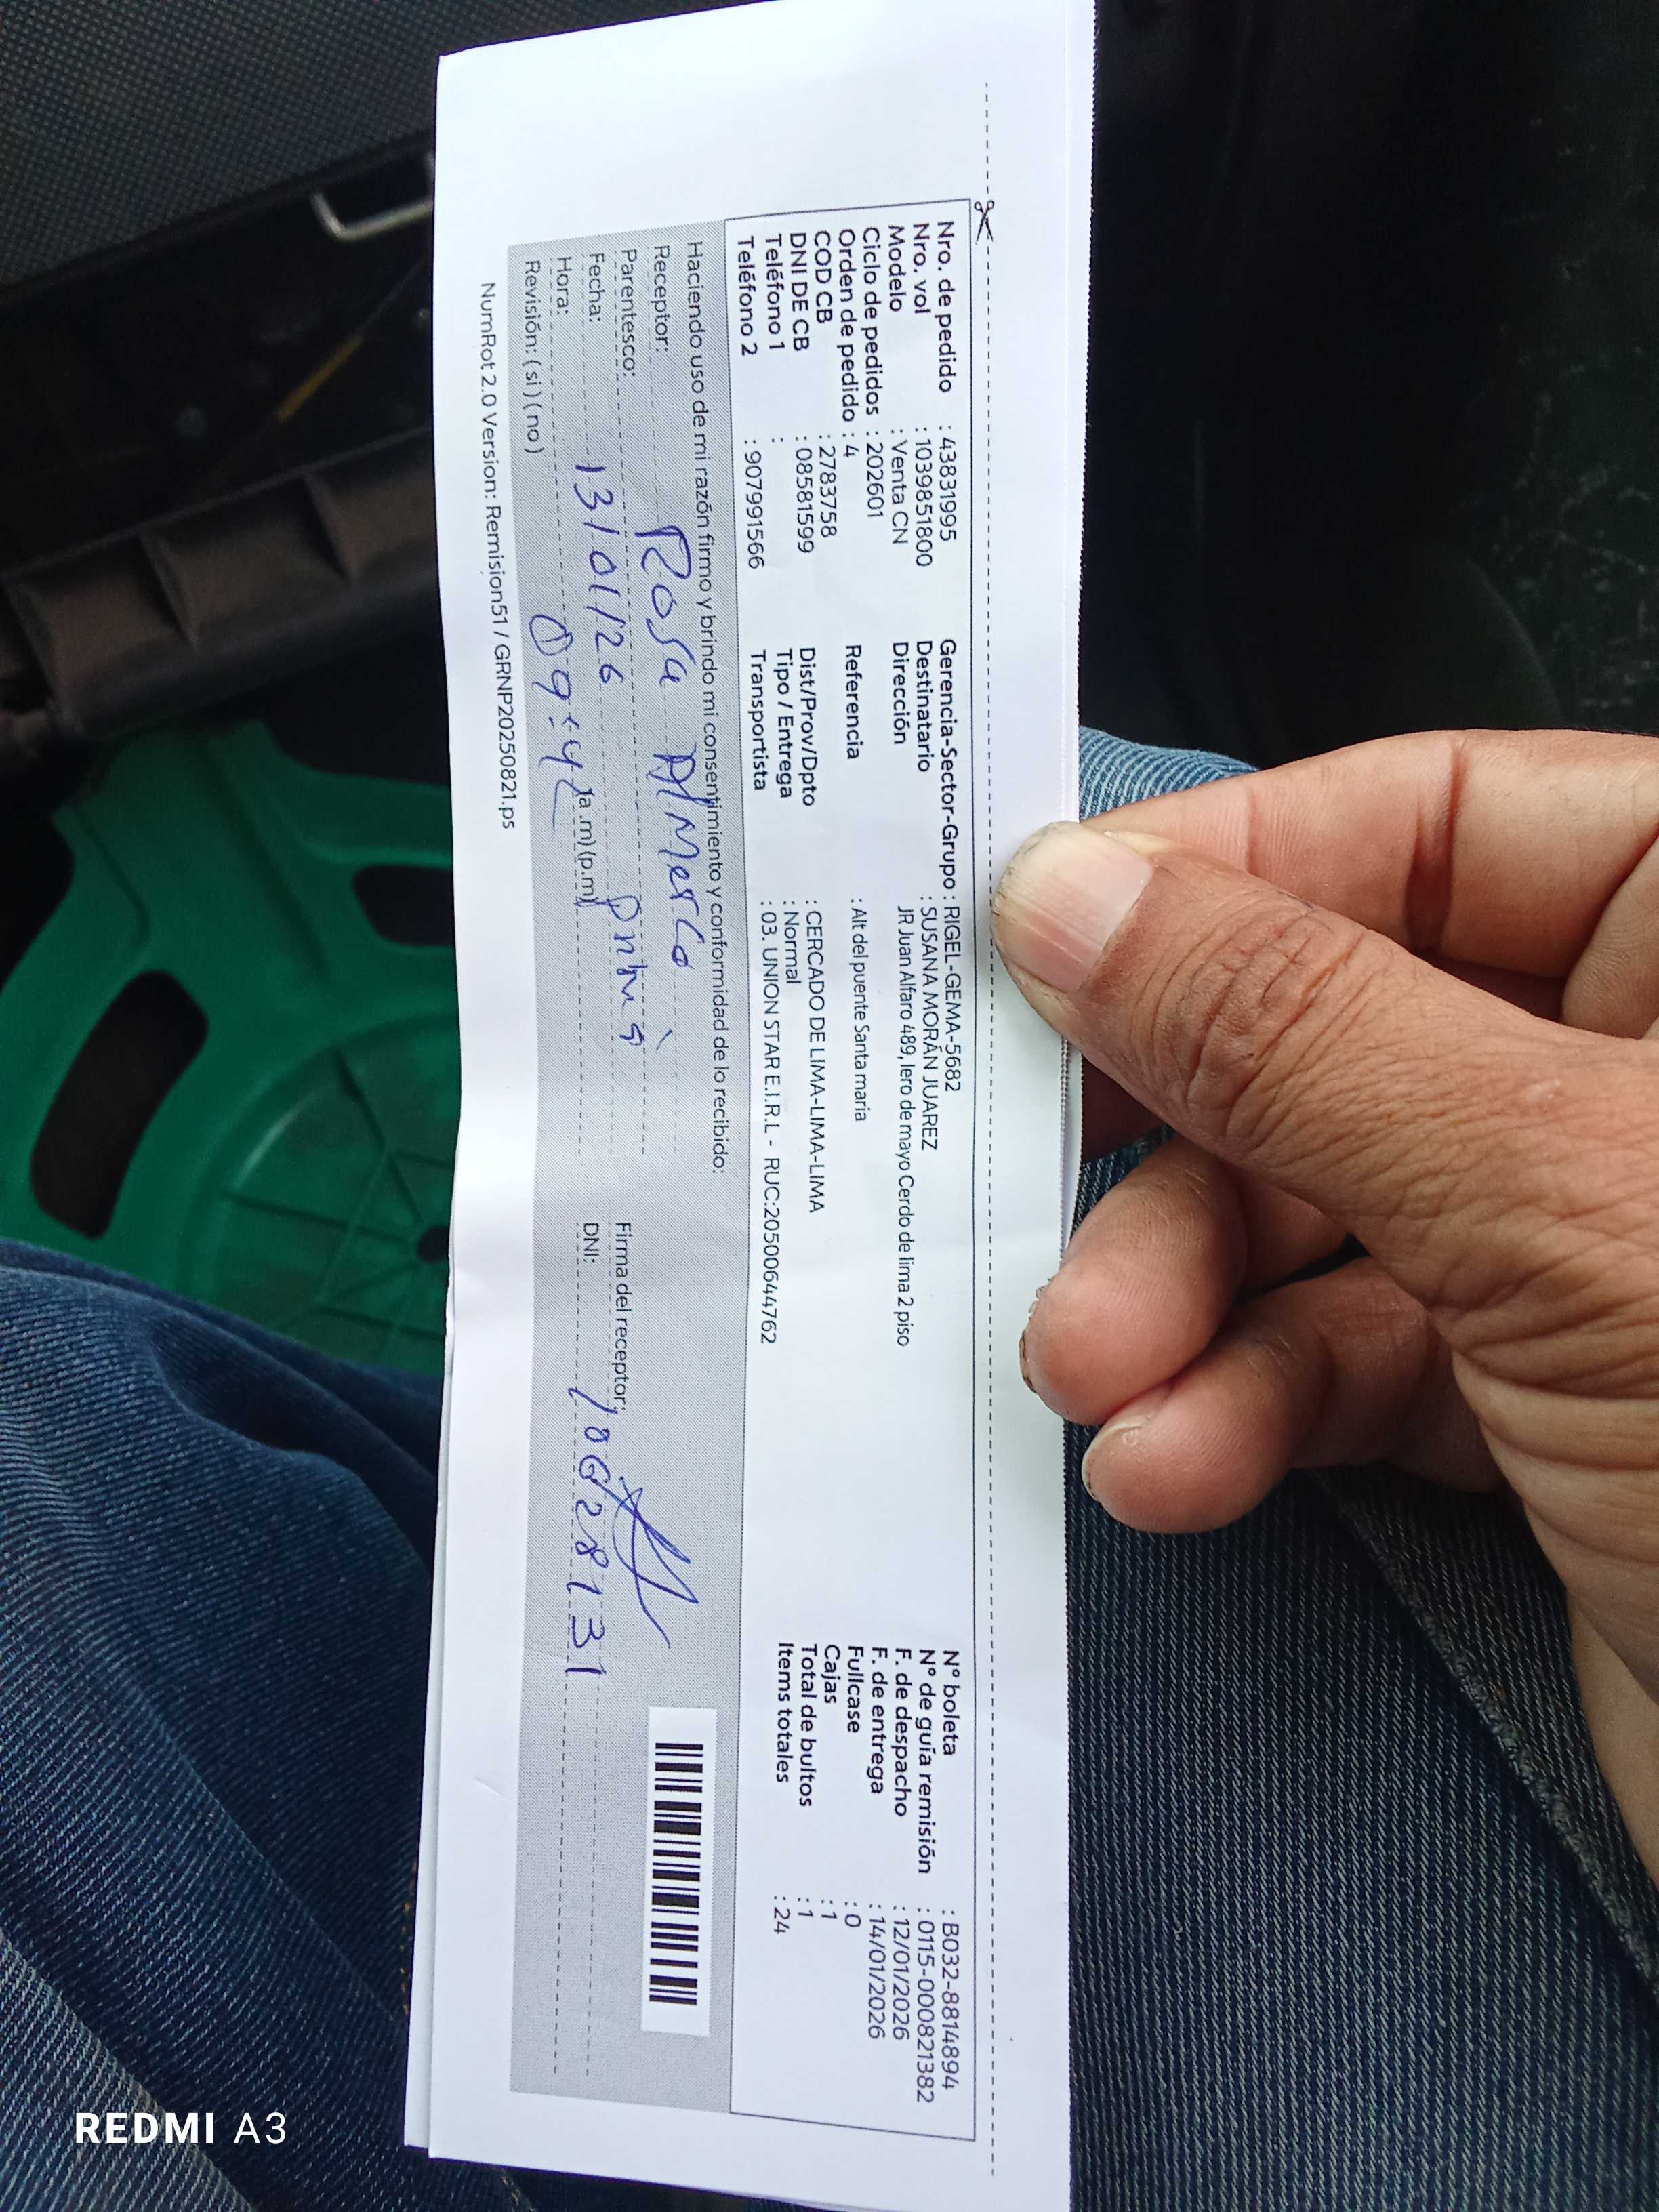 Nro. de pedido : 43831995
Nro. vol : 1039851800
Modelo : Venta CN
Ciclo de pedidos : 202601
Orden de pedido : 4
COD CB : 2783758
DNI DE CB : 08581599
Teléfono 1 :
Teléfono 2 : 907991566
Gerencia-Sector-Grupo : RIGEL-GEMA-5682
Destinatario : SUSANA MORÁN JUAREZ
Dirección JR Juan Alfaro 489, 1ero de mayo Cerdo de lima 2 piso
Referencia : Alt del puente Santa maria
Dist/Prov/Dpto : CERCADO DE LIMA-LIMA-LIMA
Tipo / Entrega : Normal
Transportista : 03. UNION STAR E.I.R.L - RUC:20500644762
N° boleta : B032-8814894
N° de guía remisión : 0115-000821382
F. de despacho : 12/01/2026
F. de entrega : 14/01/2026
Fullcase : 0
Cajas : 1
Total de bultos : 1
Items totales : 24
Haciendo uso de mi razón firmo y brindo mi consentimiento y conformidad de lo recibido:
Receptor: Rosa
Parentesco:
Fecha: 13/01/26
Hora: (a.m)(p.m)
Revisión: (si) (no)
Firma del receptor:
DNI: 10628131
NumRot 2.0 Version: Remision51 / GRNP20250821.ps
REDMI A3